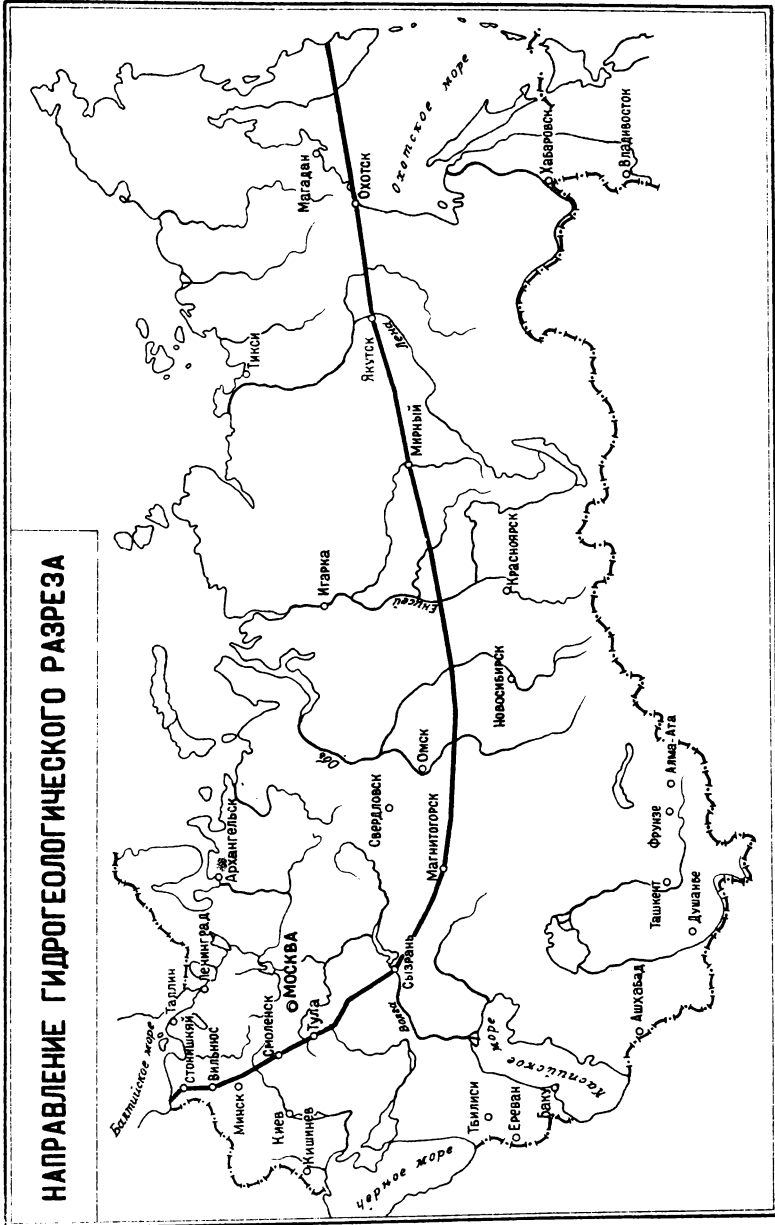 НАПРАВЛЕНИЕ ГИДРОГЕОЛОГИЧЕСКОГО РАЗРЕЗА
Балтийское море
Таллин
Стонишкяй
Вильнюс
Ленинград
Минск
Смоленск
МОСКВА
Архангельск
Киев
Тула
Кишинев
Черное море
Сызрань
Волга
Свердловск
Магнитогорск
Омск
Обь
Игарка
Енисей
Новосибирск
Красноярск
Мирный
Тикси
Якутск
Лена
Магадан
Охотск
Охотское море
Хабаровск
Владивосток
Тбилиси
Ереван
Баку
Каспийское
море
Ашхабад
Ташкент
Душанбе
Фрунзе
Алма-Ата